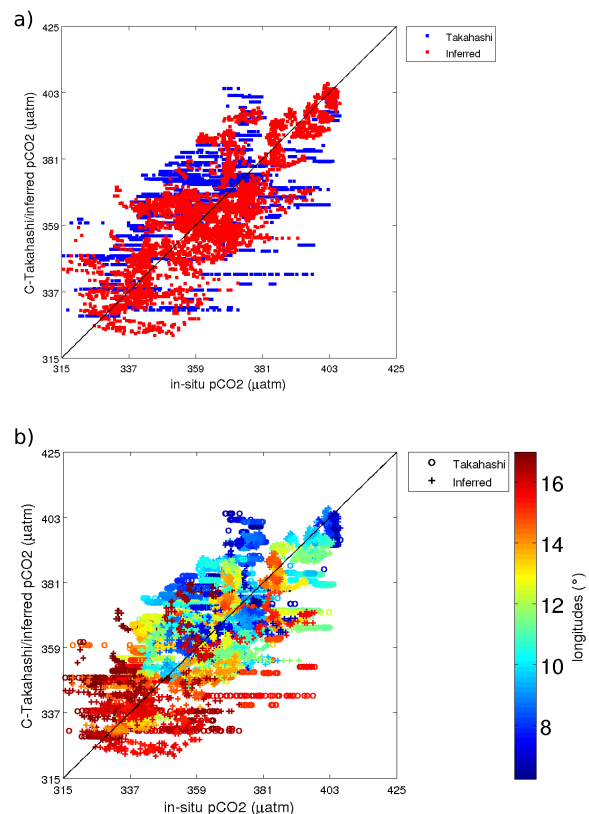 a)
425
403
381
359
337
315
315 337 359 381 403 425
C-Takahashi/inferred pCO2 (µatm)
in-situ pCO2 (µatm)
Takahashi
Inferred
b)
425
403
381
359
337
315
315 337 359 381 403 425
C-Takahashi/inferred pCO2 (µatm)
in-situ pCO2 (µatm)
Takahashi
Inferred
16
14
12
10
8
longitudes (°)